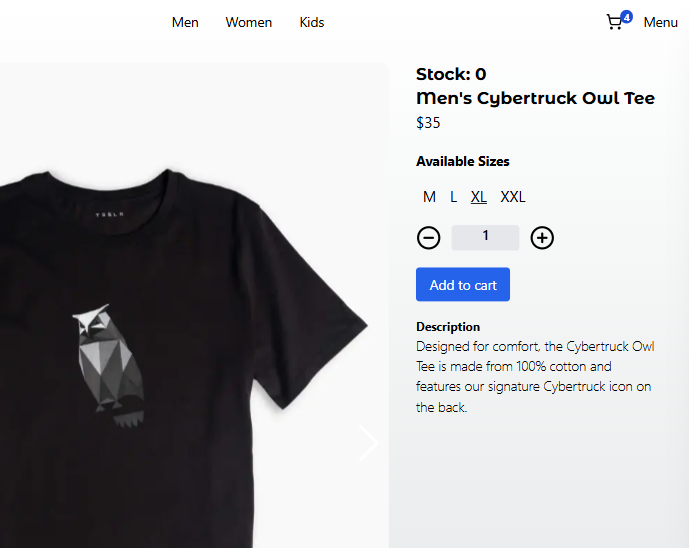 Men Women Kids 4 Menu
Stock: 0
Men's Cybertruck Owl Tee
$35
Available Sizes
M L XL XXL
1
Add to cart
Description
Designed for comfort, the Cybertruck Owl
Tee is made from 100% cotton and
features our signature Cybertruck icon on
the back.
TESLA